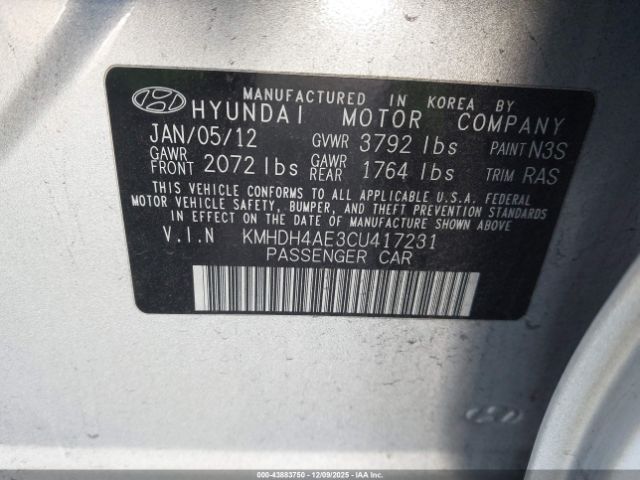 MANUFACTURED IN KOREA BY
HYUNDAI MOTOR COMPANY
JAN/05/12 GVWR 3792 lbs PAINT N3S
GAWR FRONT 2072 lbs GAWR REAR 1764 lbs TRIM RAS
THIS VEHICLE CONFORMS TO ALL APPLICABLE U.S.A. FEDERAL
MOTOR VEHICLE SAFETY, BUMPER, AND THEFT PREVENTION STANDARDS
IN EFFECT ON THE DATE OF MANUFACTURE SHOWN ABOVE
V.I.N KMHDH4AE3CU417231
PASSENGER CAR
000-43883750 - 12/09/2025 - IAAI